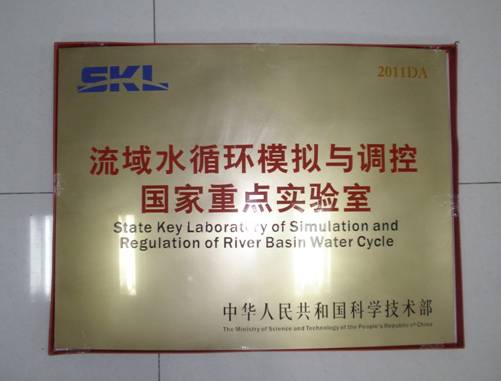 SKL
2011DA
流域水循环模拟与调控
国家重点实验室
State Key Laboratory of Simulation and
Regulation of River Basin Water Cycle
中华人民共和国科学技术部
The Ministry of Science and Technology of the People's Republic of China